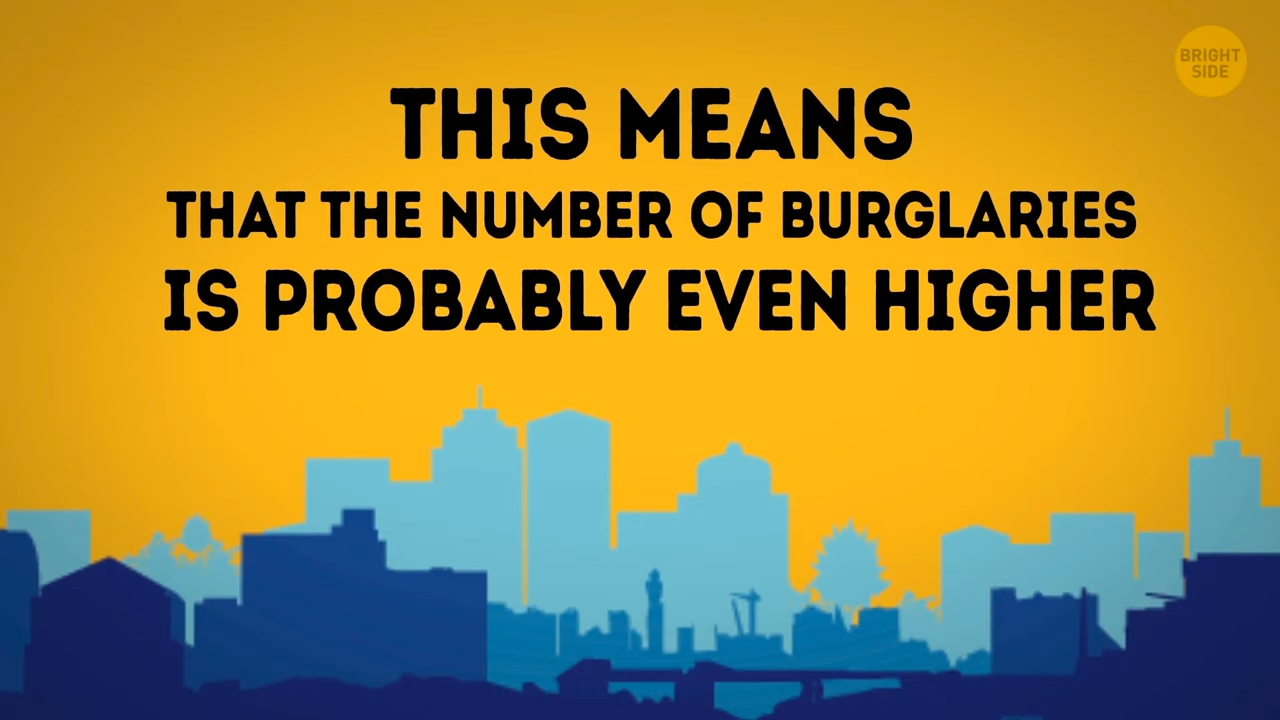 BRIGHT
SIDE
THIS MEANS
THAT THE NUMBER OF BURGLARIES
IS PROBABLY EVEN HIGHER